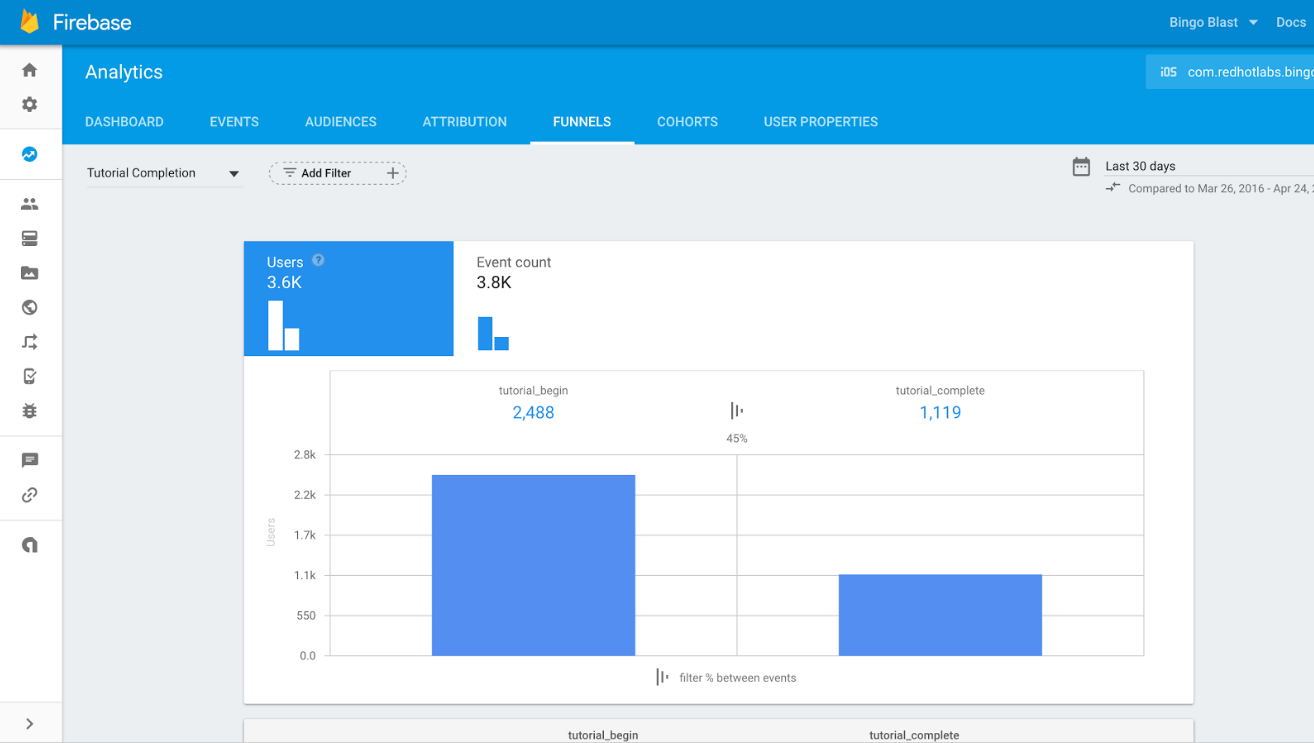 Firebase
Bingo Blast
Docs
Analytics
iOS com.redhotlabs.bingo
DASHBOARD
EVENTS
AUDIENCES
ATTRIBUTION
FUNNELS
COHORTS
USER PROPERTIES
Tutorial Completion
Add Filter
Last 30 days
Compared to Mar 26, 2016 - Apr 24,
Users ?
3.6K
Event count
3.8K
tutorial_begin
2,488
45%
tutorial_complete
1,119
2.8k
2.2k
1.7k
1.1k
550
0.0
Users
filter % between events
tutorial_begin
tutorial_complete